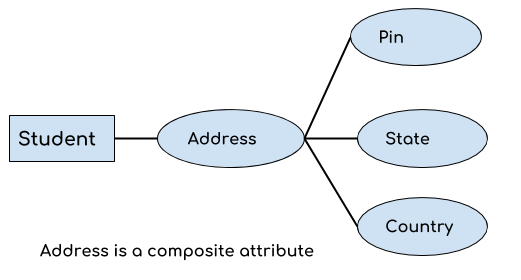 Pin
Student
Address
State
Country
Address is a composite attribute